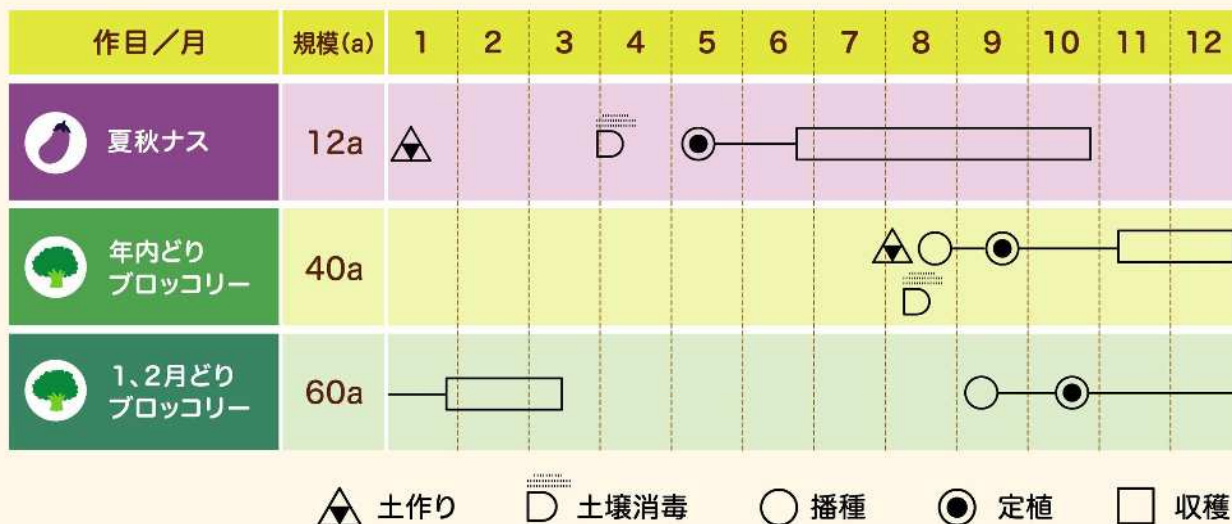 作目／月 規模(a) 1 2 3 4 5 6 7 8 9 10 11 12
夏秋ナス 12a
年内どり
ブロッコリー
40a
1、2月どり
ブロッコリー
60a
土作り 土壌消毒 播種 定植 収穫